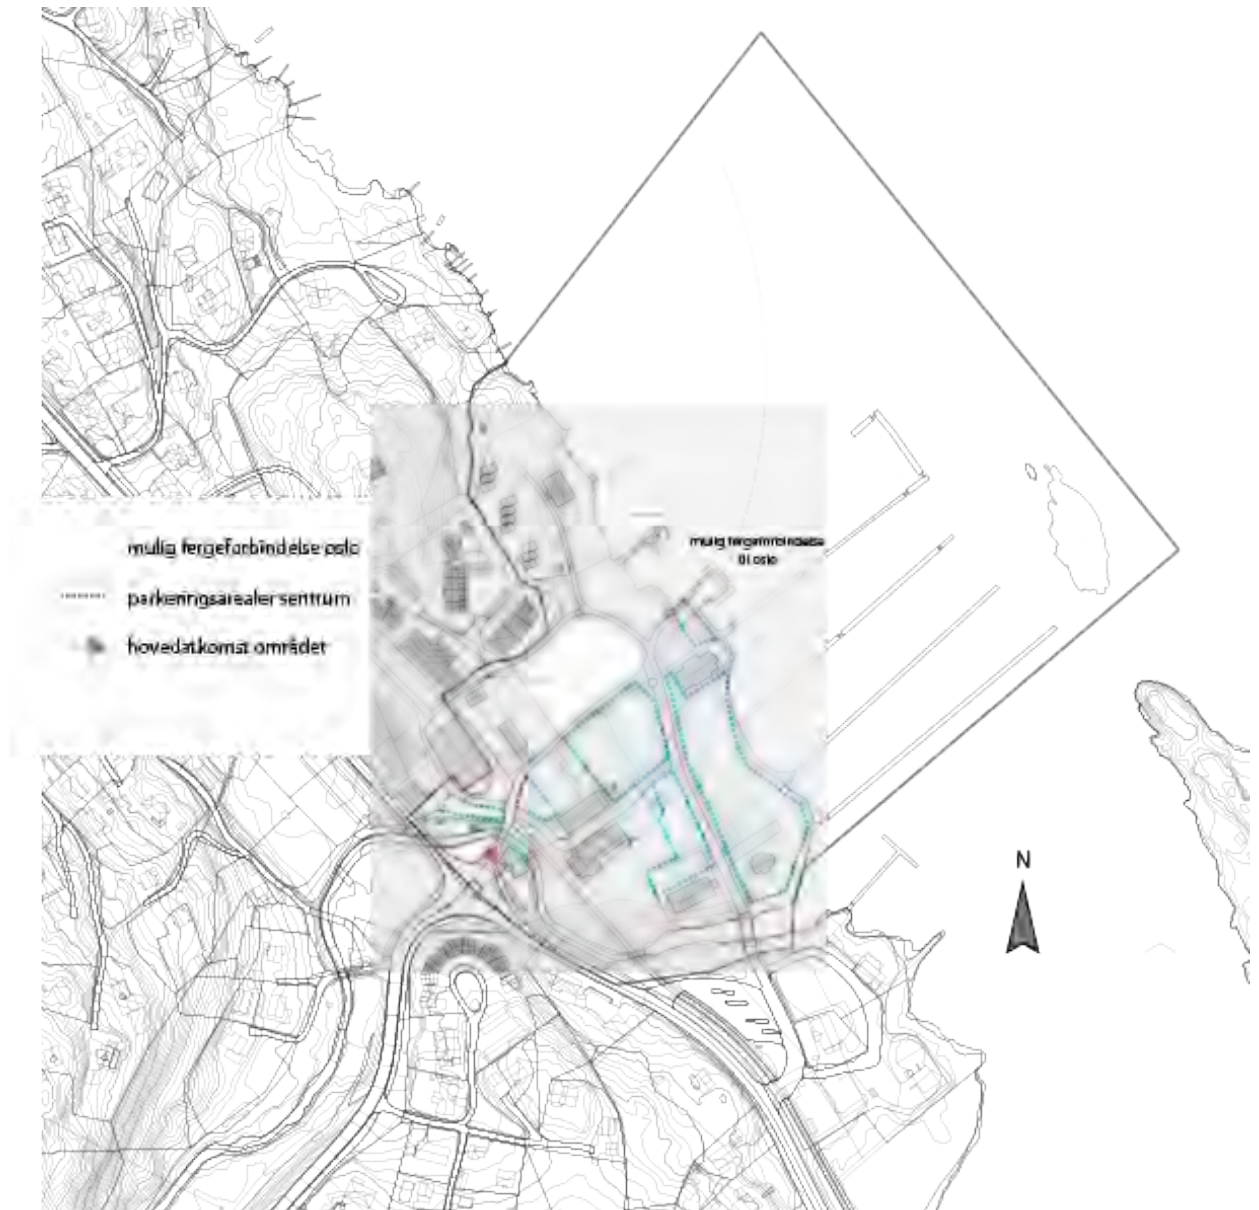 mulig fergeforbindelse oslo
parkeringsarealer sentrum
hovedatkomst området
mulig fergeforbindelse
til oslo
N